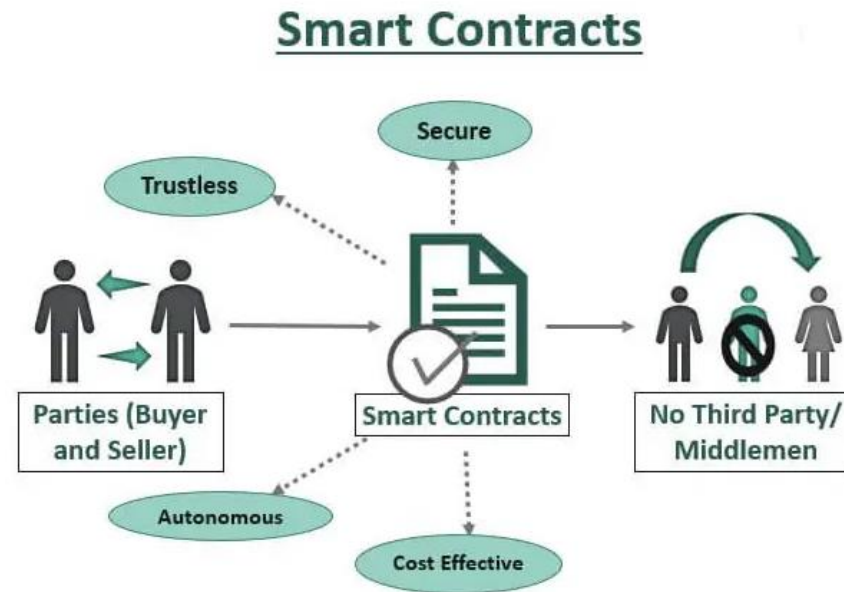 Smart Contracts
Secure
Trustless
Parties (Buyer
and Seller)
Smart Contracts
No Third Party/
Middlemen
Autonomous
Cost Effective